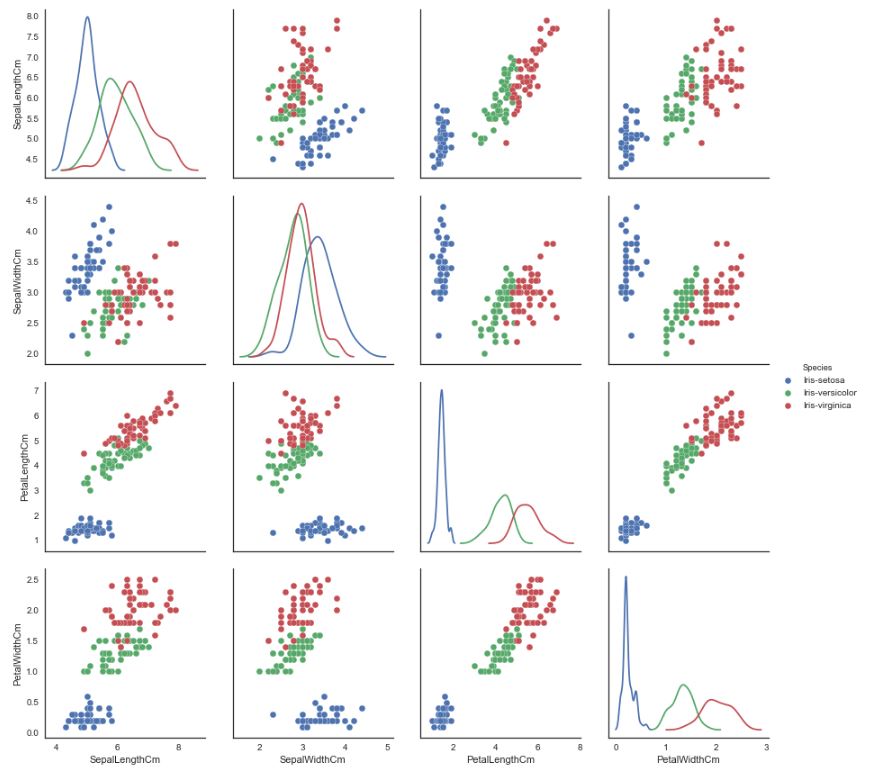 8.0
7.5
7.0
6.5
6.0
5.5
5.0
4.5
SepalLengthCm
4.5
4.0
3.5
3.0
2.5
2.0
SepalWidthCm
Species
Iris-setosa
Iris-versicolor
Iris-virginica
7
6
5
4
3
2
1
PetalLengthCm
2.5
2.0
1.5
1.0
0.5
0.0
PetalWidthCm
4 6 8
2 3 4 5
2 4 6 8
0 1 2 3
SepalLengthCm
SepalWidthCm
PetalLengthCm
PetalWidthCm